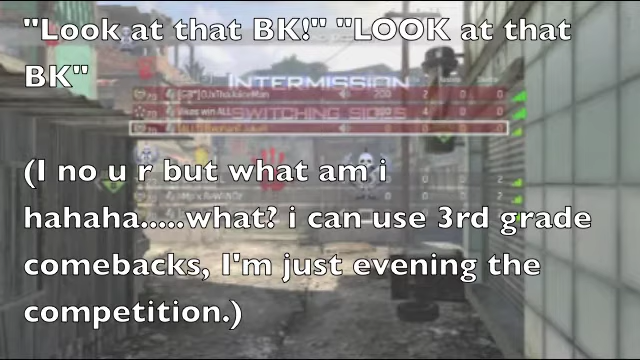 "Look at that BK!" "LOOK at that
BK"
INTERMISSION
SWITCHING SIDES
(I no u r but what am i
hahaha.....what? i can use 3rd grade
comebacks, I'm just evening the
competition.)